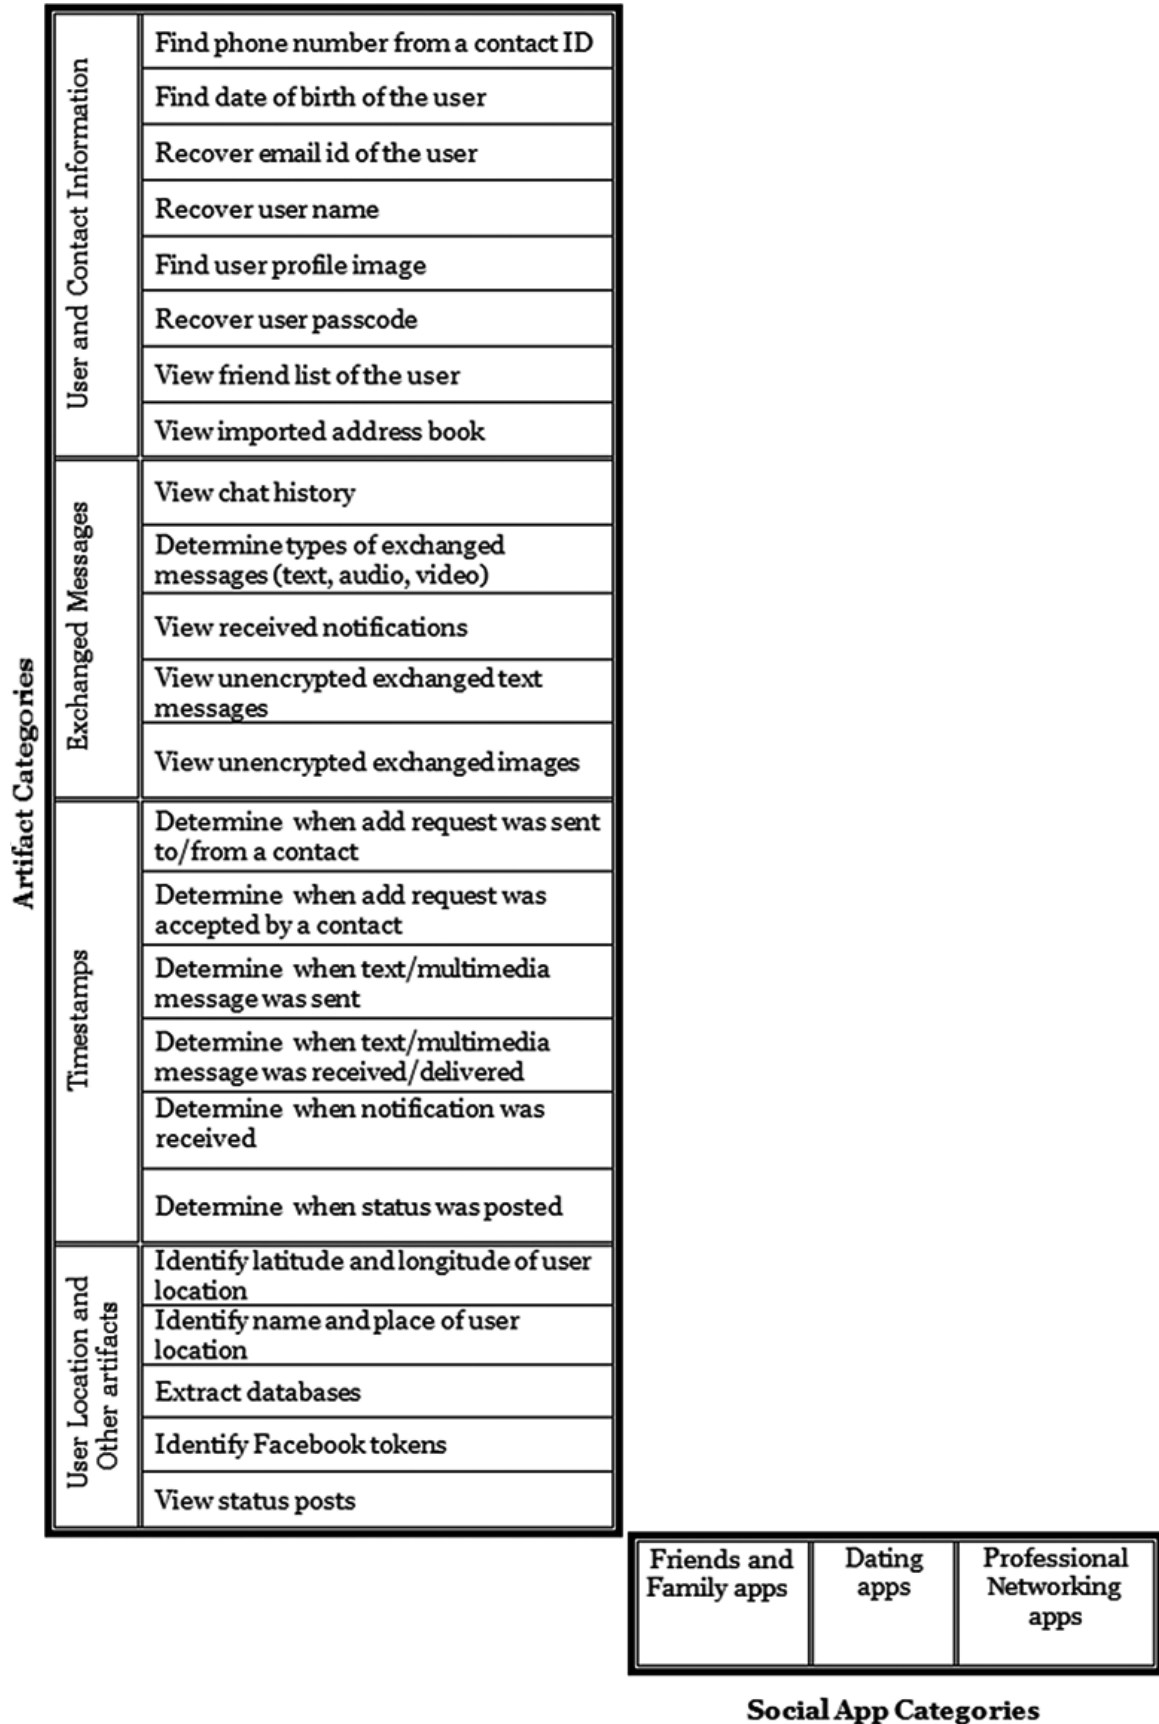 Artifact Categories
User and Contact Information
Find phone number from a contact ID
Find date of birth of the user
Recover email id of the user
Recover user name
Find user profile image
Recover user passcode
View friend list of the user
View imported address book
Exchanged Messages
View chat history
Determine types of exchanged
messages (text, audio, video)
View received notifications
View unencrypted exchanged text
messages
View unencrypted exchanged images
Timestamps
Determine when add request was sent
to/from a contact
Determine when add request was
accepted by a contact
Determine when text/multimedia
message was sent
Determine when text/multimedia
message was received/delivered
Determine when notification was
received
Determine when status was posted
User Location and
Other artifacts
Identify latitude and longitude of user
location
Identify name and place of user
location
Extract databases
Identify Facebook tokens
View status posts
Friends and
Family apps
Dating
apps
Professional
Networking
apps
Social App Categories